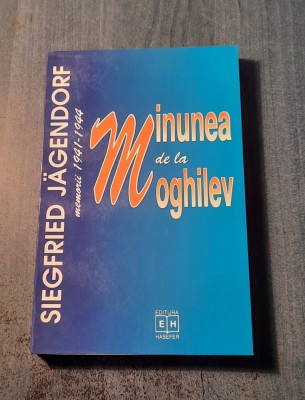 SIEGFRIED JÄGENDORF
memorii 1941-1944
Minunea
de la
Moghilev
EDITURA
EH
HASEFER